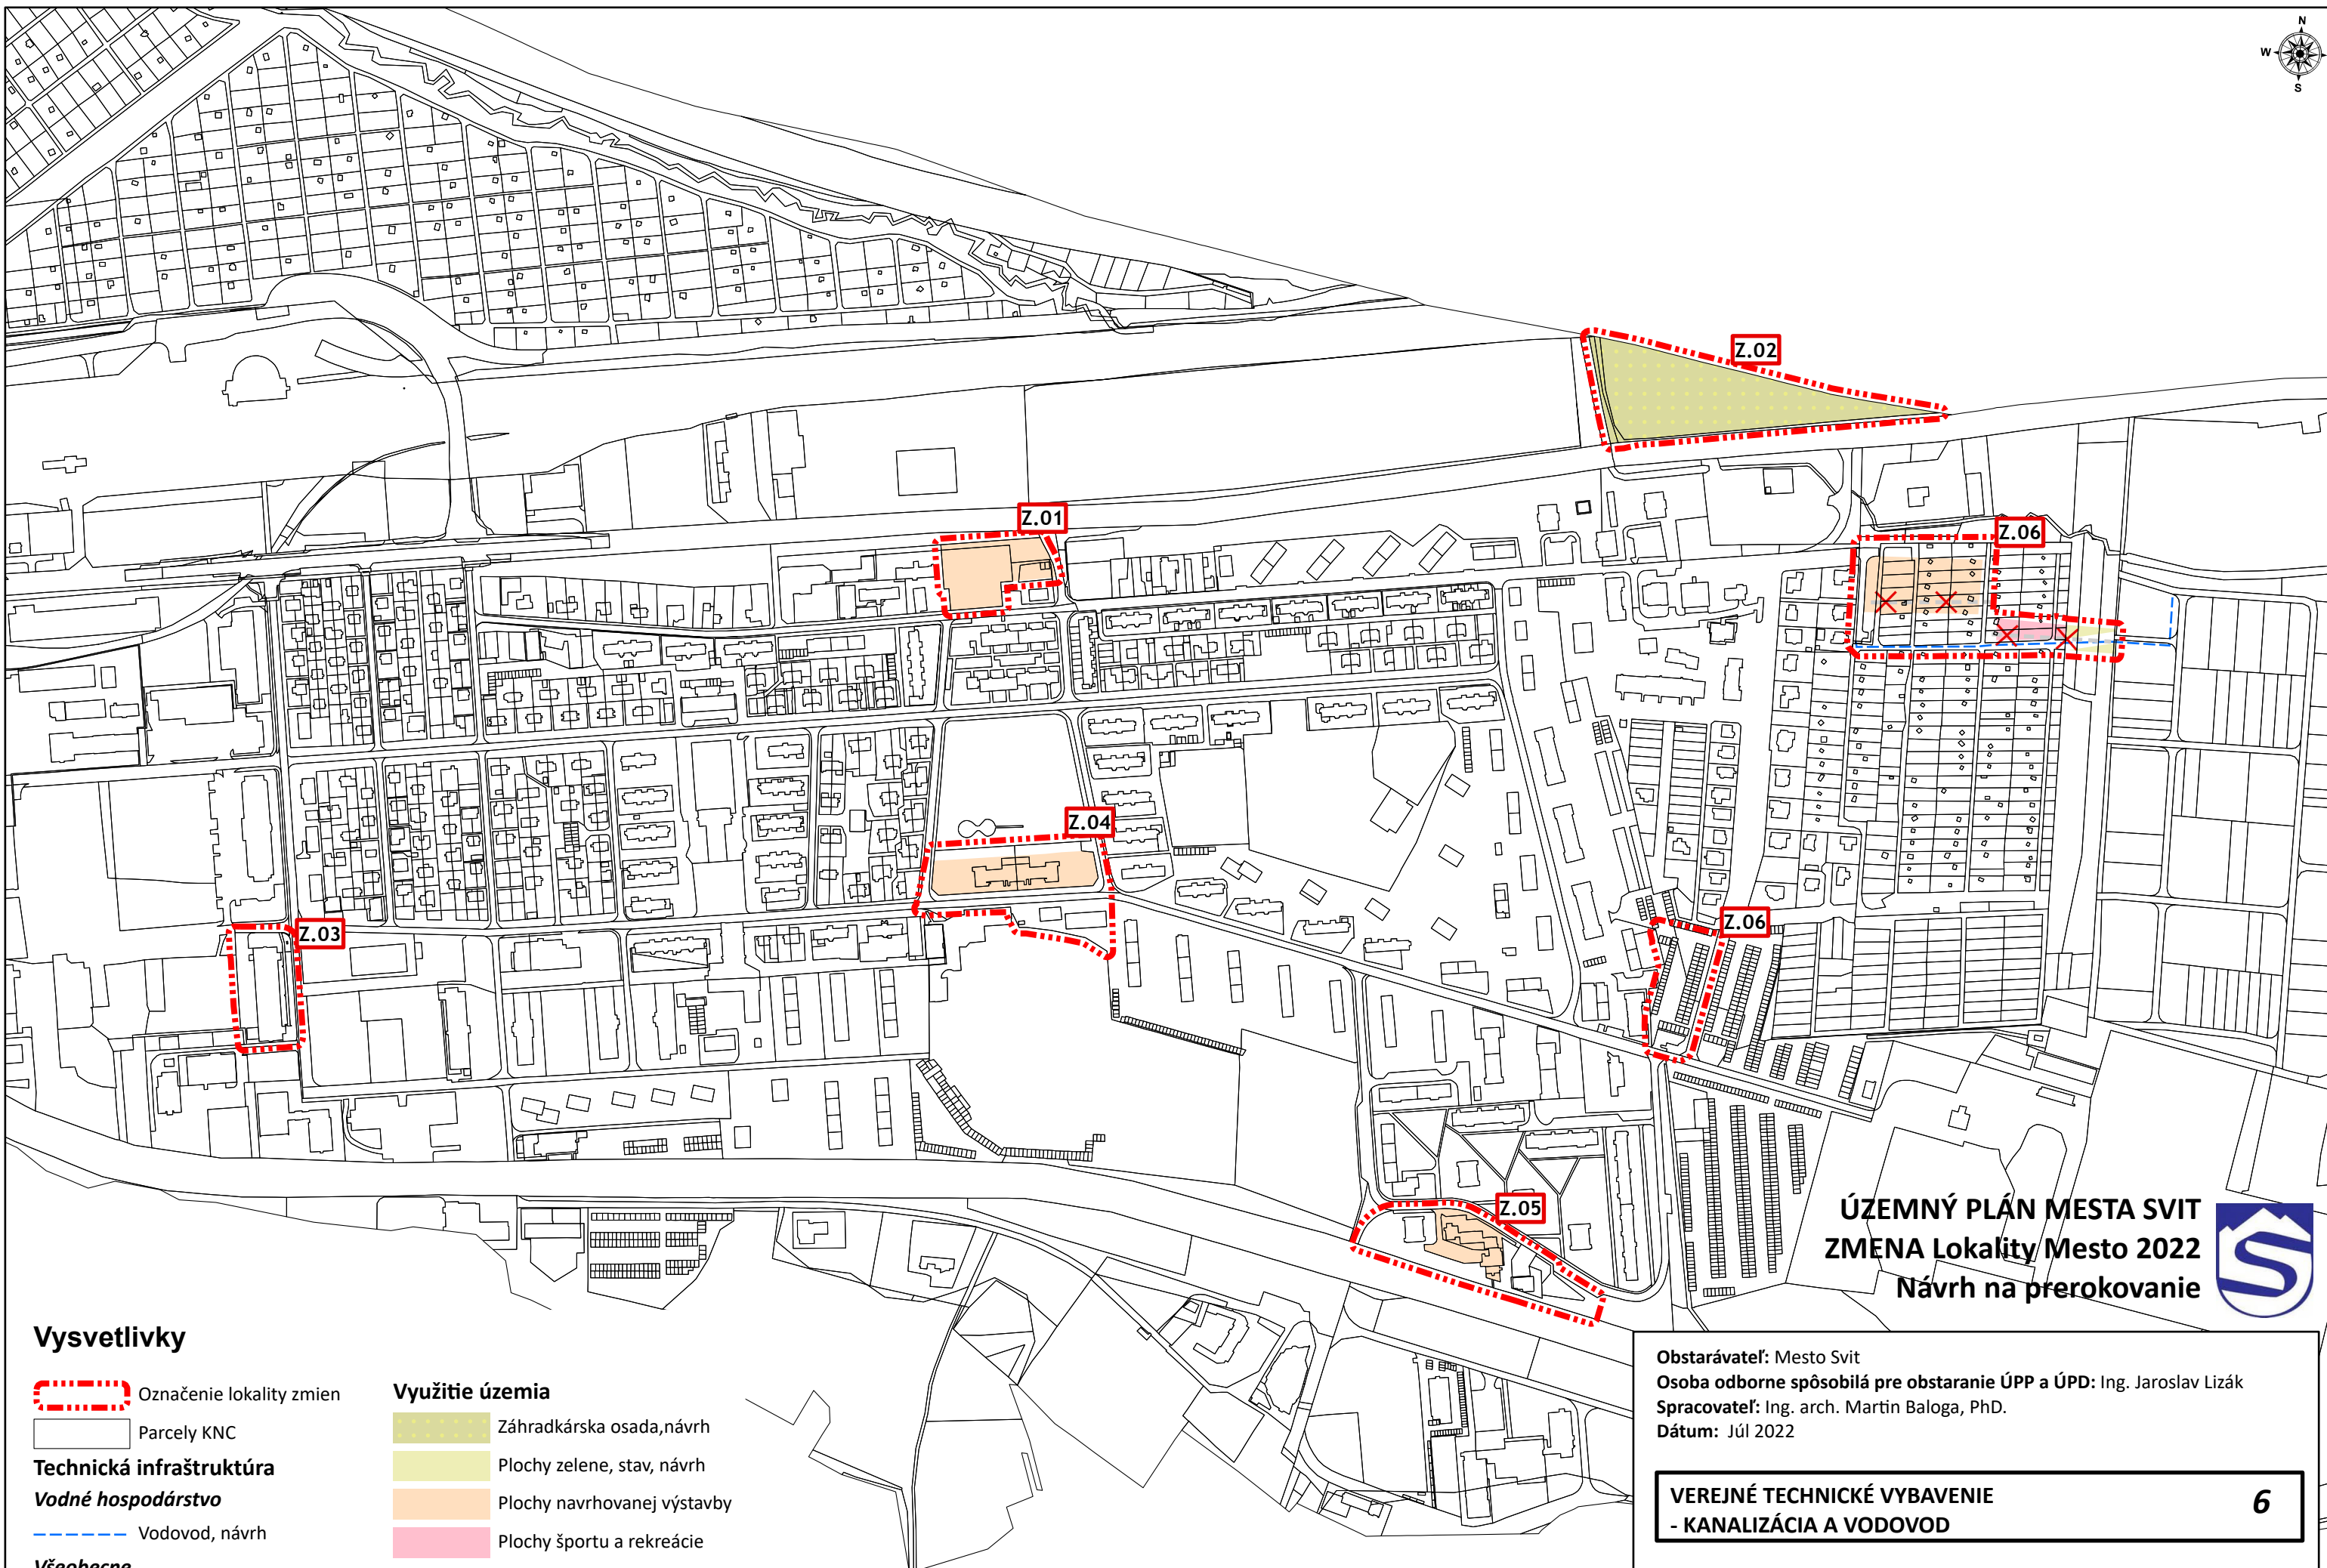 N
W
S
Z.02
Z.01
Z.06
Z.04
Z.03
Z.06
Z.05
ÚZEMNÝ PLÁN MESTA SVIT
ZMENA Lokality Mesto 2022
Návrh na prerokovanie
Vysvetlivky
Označenie lokality zmien
Parcely KNC
Technická infraštruktúra
Vodné hospodárstvo
Vodovod, návrh
Všeobecne
Využitie územia
Záhradkárska osada,návrh
Plochy zelene, stav, návrh
Plochy navrhovanej výstavby
Plochy športu a rekreácie
Obstarávateľ: Mesto Svit
Osoba odborne spôsobilá pre obstaranie ÚPP a ÚPD: Ing. Jaroslav Lizák
Spracovateľ: Ing. arch. Martin Baloga, PhD.
Dátum: Júl 2022
VEREJNÉ TECHNICKÉ VYBAVENIE
- KANALIZÁCIA A VODOVOD
6